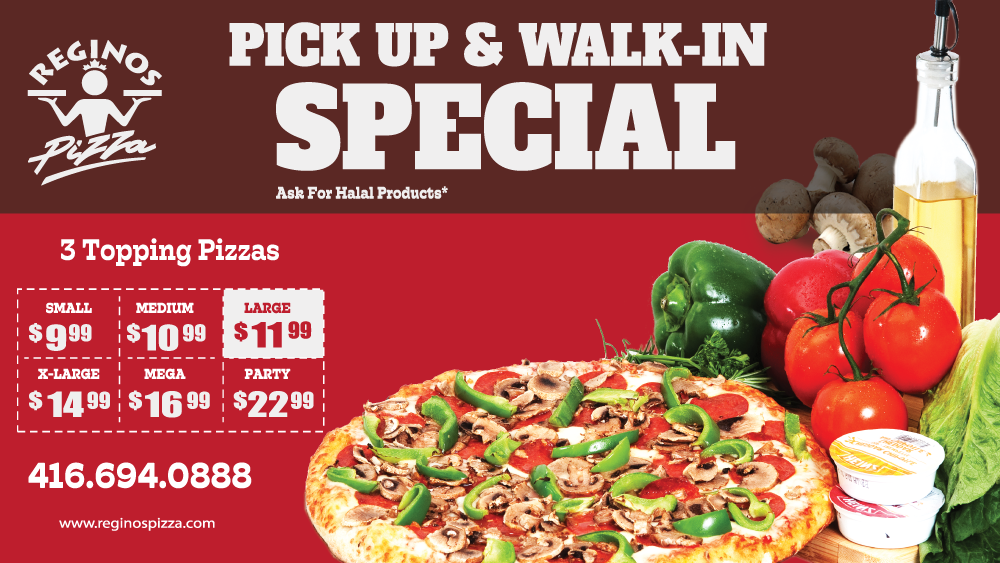 REGINOS
Pizza
PICK UP & WALK-IN
SPECIAL
Ask For Halal Products*
3 Topping Pizzas
SMALL
$9.99
MEDIUM
$10.99
LARGE
$11.99
X-LARGE
$14.99
MEGA
$16.99
PARTY
$22.99
416.694.0888
www.reginospizza.com